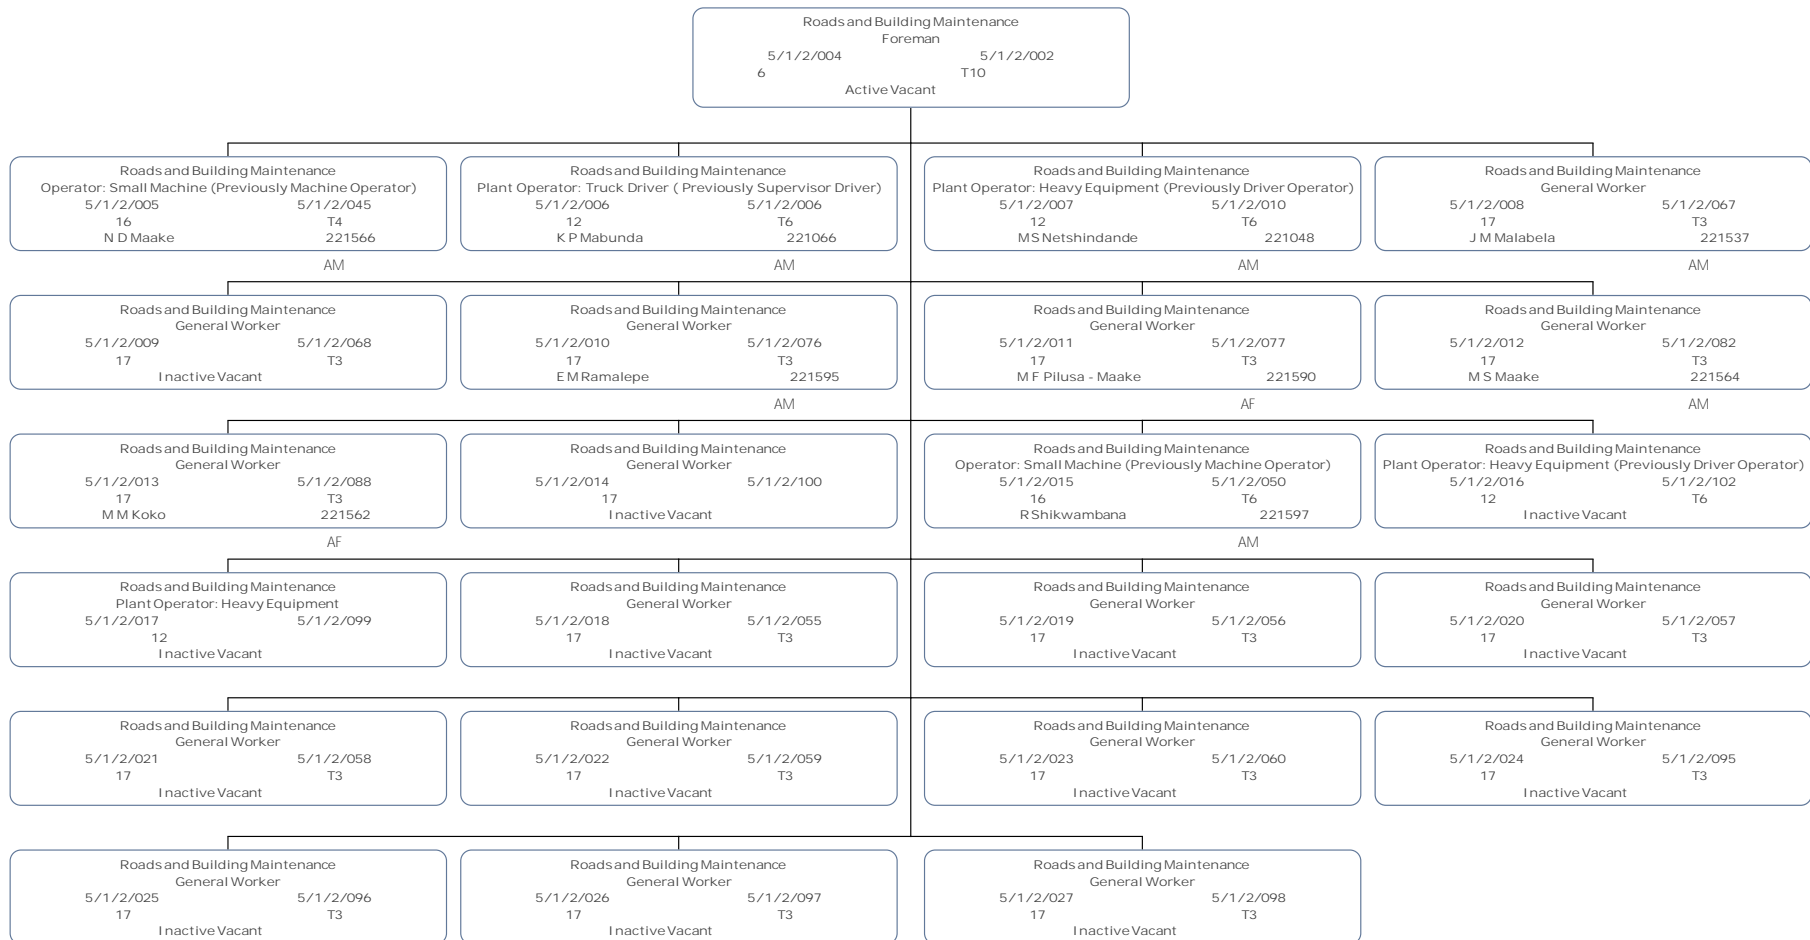 Roads and Building Maintenance
Foreman
5/1/2/004 5/1/2/002
6 T10
Active Vacant
Roads and Building Maintenance
Operator: Small Machine (Previously Machine Operator)
5/1/2/005 5/1/2/045
16 T4
N D Maake 221566
AM
Roads and Building Maintenance
Plant Operator: Truck Driver ( Previously Supervisor Driver)
5/1/2/006 5/1/2/006
12 T6
K P Mabunda 221066
AM
Roads and Building Maintenance
Plant Operator: Heavy Equipment (Previously Driver Operator)
5/1/2/007 5/1/2/010
12 T6
M S Netshindande 221048
AM
Roads and Building Maintenance
General Worker
5/1/2/008 5/1/2/067
17 T3
J M Malabela 221537
AM
Roads and Building Maintenance
General Worker
5/1/2/009 5/1/2/068
17 T3
Inactive Vacant
Roads and Building Maintenance
General Worker
5/1/2/010 5/1/2/076
17 T3
E M Ramalepe 221595
AM
Roads and Building Maintenance
General Worker
5/1/2/011 5/1/2/077
17 T3
M F Pilusa - Maake 221590
AF
Roads and Building Maintenance
General Worker
5/1/2/012 5/1/2/082
17 T3
M S Maake 221564
AM
Roads and Building Maintenance
General Worker
5/1/2/013 5/1/2/088
17 T3
M M Koko 221562
AF
Roads and Building Maintenance
General Worker
5/1/2/014 5/1/2/100
17
Inactive Vacant
Roads and Building Maintenance
Operator: Small Machine (Previously Machine Operator)
5/1/2/015 5/1/2/050
16 T6
R Shikwambana 221597
AM
Roads and Building Maintenance
Plant Operator: Heavy Equipment (Previously Driver Operator)
5/1/2/016 5/1/2/102
12 T6
Inactive Vacant
Roads and Building Maintenance
Plant Operator: Heavy Equipment
5/1/2/017 5/1/2/099
12
Inactive Vacant
Roads and Building Maintenance
General Worker
5/1/2/018 5/1/2/055
17 T3
Inactive Vacant
Roads and Building Maintenance
General Worker
5/1/2/019 5/1/2/056
17 T3
Inactive Vacant
Roads and Building Maintenance
General Worker
5/1/2/020 5/1/2/057
17 T3
Inactive Vacant
Roads and Building Maintenance
General Worker
5/1/2/021 5/1/2/058
17 T3
Inactive Vacant
Roads and Building Maintenance
General Worker
5/1/2/022 5/1/2/059
17 T3
Inactive Vacant
Roads and Building Maintenance
General Worker
5/1/2/023 5/1/2/060
17 T3
Inactive Vacant
Roads and Building Maintenance
General Worker
5/1/2/024 5/1/2/095
17 T3
Inactive Vacant
Roads and Building Maintenance
General Worker
5/1/2/025 5/1/2/096
17 T3
Inactive Vacant
Roads and Building Maintenance
General Worker
5/1/2/026 5/1/2/097
17 T3
Inactive Vacant
Roads and Building Maintenance
General Worker
5/1/2/027 5/1/2/098
17 T3
Inactive Vacant